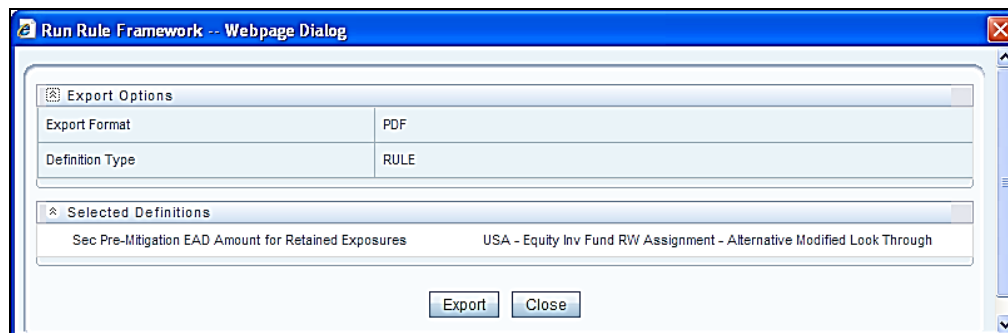 Run Rule Framework -- Webpage Dialog
Export Options
Export Format PDF
Definition Type RULE
Selected Definitions
Sec Pre-Mitigation EAD Amount for Retained Exposures USA - Equity Inv Fund RW Assignment - Alternative Modified Look Through
Export Close